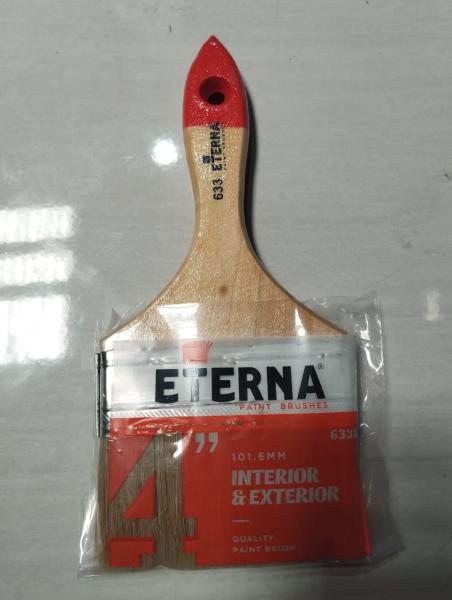 633 ETERNA
ETERNA®
PAINT BRUSHES
4"
633
101.6MM
INTERIOR
& EXTERIOR
QUALITY
PAINT BRUSH